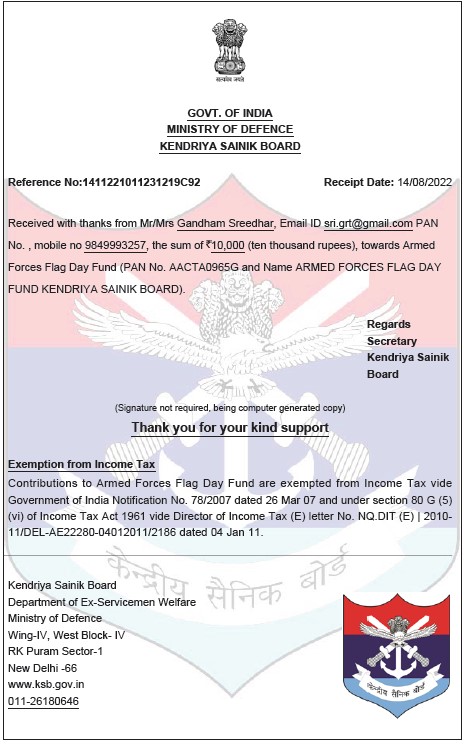 सत्यमेव जयते
GOVT. OF INDIA
MINISTRY OF DEFENCE
KENDRIYA SAINIK BOARD
Reference No:1411221011231219C92 Receipt Date: 14/08/2022
Received with thanks from Mr/Mrs Gandham Sreedhar, Email ID sri.grt@gmail.com PAN
No. , mobile no 9849993257, the sum of ₹10,000 (ten thousand rupees), towards Armed
Forces Flag Day Fund (PAN No. AACTA0965G and Name ARMED FORCES FLAG DAY
FUND KENDRIYA SAINIK BOARD).
Regards
Secretary
Kendriya Sainik
Board
(Signature not required, being computer generated copy)
Thank you for your kind support
Exemption from Income Tax
Contributions to Armed Forces Flag Day Fund are exempted from Income Tax vide
Government of India Notification No. 78/2007 dated 26 Mar 07 and under section 80 G (5)
(vi) of Income Tax Act 1961 vide Director of Income Tax (E) letter No. NQ.DIT (E) | 2010-
11/DEL-AE22280-04012011/2186 dated 04 Jan 11.
केन्द्रीय सैनिक बोर्ड
Kendriya Sainik Board
Department of Ex-Servicemen Welfare
Ministry of Defence
Wing-IV, West Block- IV
RK Puram Sector-1
New Delhi -66
www.ksb.gov.in
011-26180646
केन्द्रीय सैनिक बोर्ड